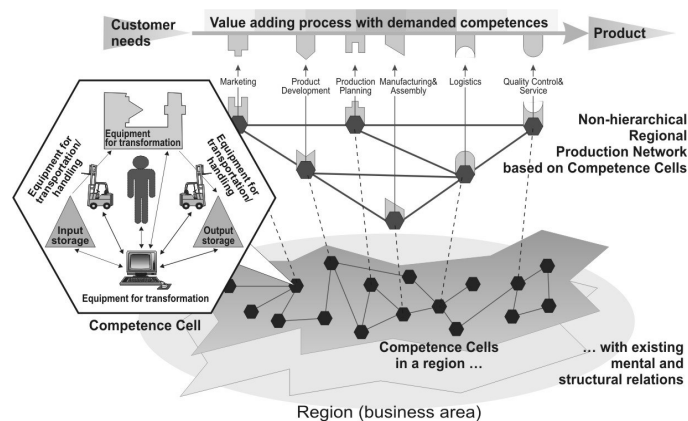 Customer
needs
Value adding process with demanded competences
Product
Marketing
Product
Development
Production
Planning
Manufacturing&
Assembly
Logistics
Quality Control&
Service
Non-hierarchical
Regional
Production Network
based on Competence Cells
Equipment
for transformation
Equipment for
transportation/
handling
Equipment for
transportation/
handling
Input
storage
Output
storage
Equipment for transformation
Competence Cell
Competence Cells
in a region ...
... with existing
mental and
structural relations
Region (business area)